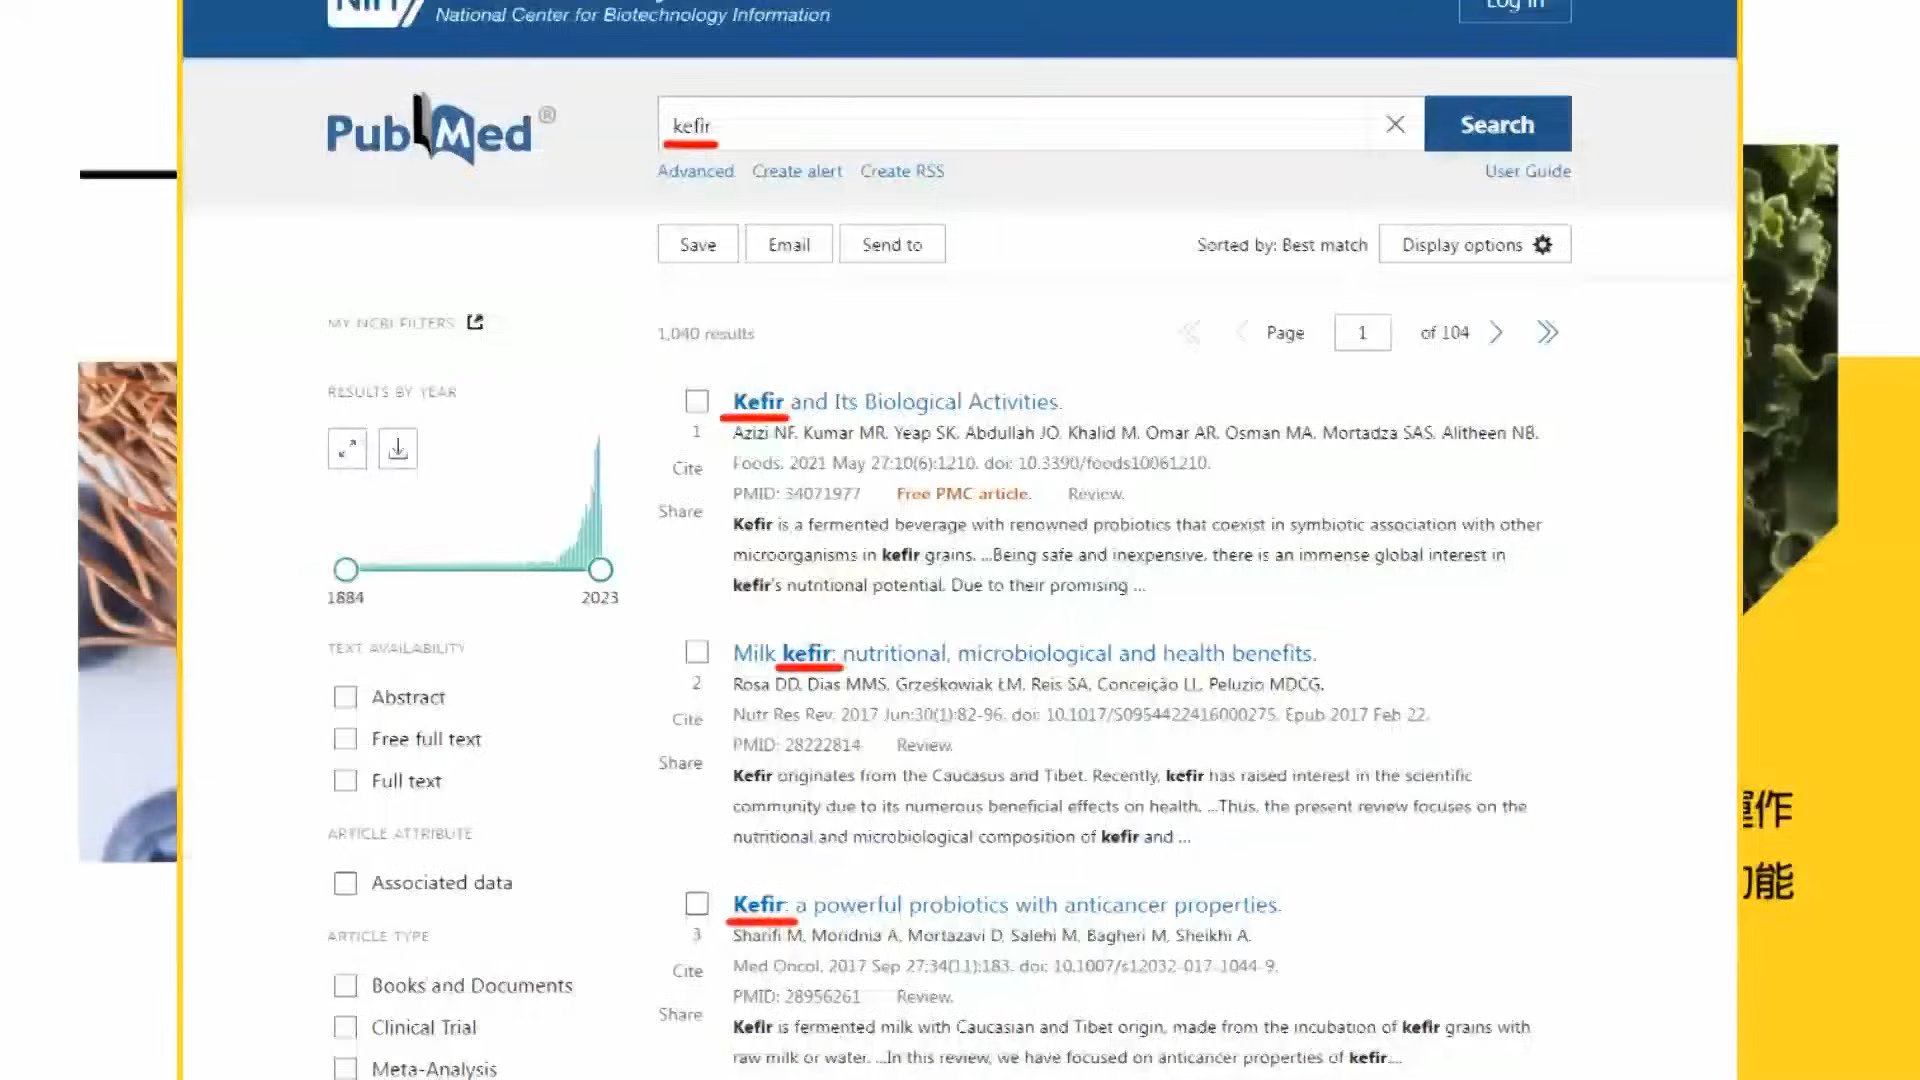 National Center for Biotechnology Information
Log in
PubMed®
kefir
Search
Advanced Create alert Create RSS
User Guide
Save Email Send to
Sorted by: Best match
Display options
MY NCBI FILTERS
1,040 results
Page 1 of 104
RESULTS BY YEAR
1884 2023
TEXT AVAILABILITY
Abstract
Free full text
Full text
ARTICLE ATTRIBUTE
Associated data
ARTICLE TYPE
Books and Documents
Clinical Trial
Meta-Analysis
Kefir and Its Biological Activities.
1
Cite
Share
Azizi NF, Kumar MR, Yeap SK, Abdullah JO, Khalid M, Omar AR, Osman MA, Mortadza SAS, Alitheen NB.
Foods. 2021 May 27;10(6):1210. doi: 10.3390/foods10061210.
PMID: 34071977 Free PMC article. Review.
Kefir is a fermented beverage with renowned probiotics that coexist in symbiotic association with other
microorganisms in kefir grains. ...Being safe and inexpensive, there is an immense global interest in
kefir's nutritional potential. Due to their promising ...
Milk kefir: nutritional, microbiological and health benefits.
2
Cite
Share
Rosa DD, Dias MMS, Grześkowiak ŁM, Reis SA, Conceição LL, Peluzio MDCG.
Nutr Res Rev. 2017 Jun;30(1):82-96. doi: 10.1017/S0954422416000275. Epub 2017 Feb 22.
PMID: 28222814 Review.
Kefir originates from the Caucasus and Tibet. Recently, kefir has raised interest in the scientific
community due to its numerous beneficial effects on health. ...Thus, the present review focuses on the
nutritional and microbiological composition of kefir and ...
Kefir: a powerful probiotics with anticancer properties.
3
Cite
Share
Sharifi M, Moridnia A, Mortazavi D, Salehi M, Bagheri M, Sheikhi A.
Med Oncol. 2017 Sep 27;34(11):183. doi: 10.1007/s12032-017-1044-9.
PMID: 28956261 Review.
Kefir is fermented milk with Caucasian and Tibet origin, made from the incubation of kefir grains with
raw milk or water. ...In this review, we have focused on anticancer properties of kefir....
作
能